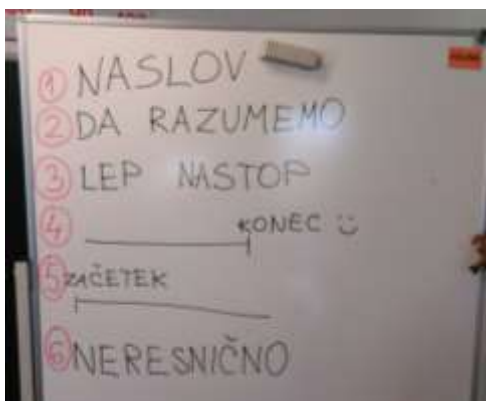 1 NASLOV
2 DA RAZUMEMO
3 LEP NASTOP
4 KONEC
5 ZAČETEK
6 NERESNIČNO